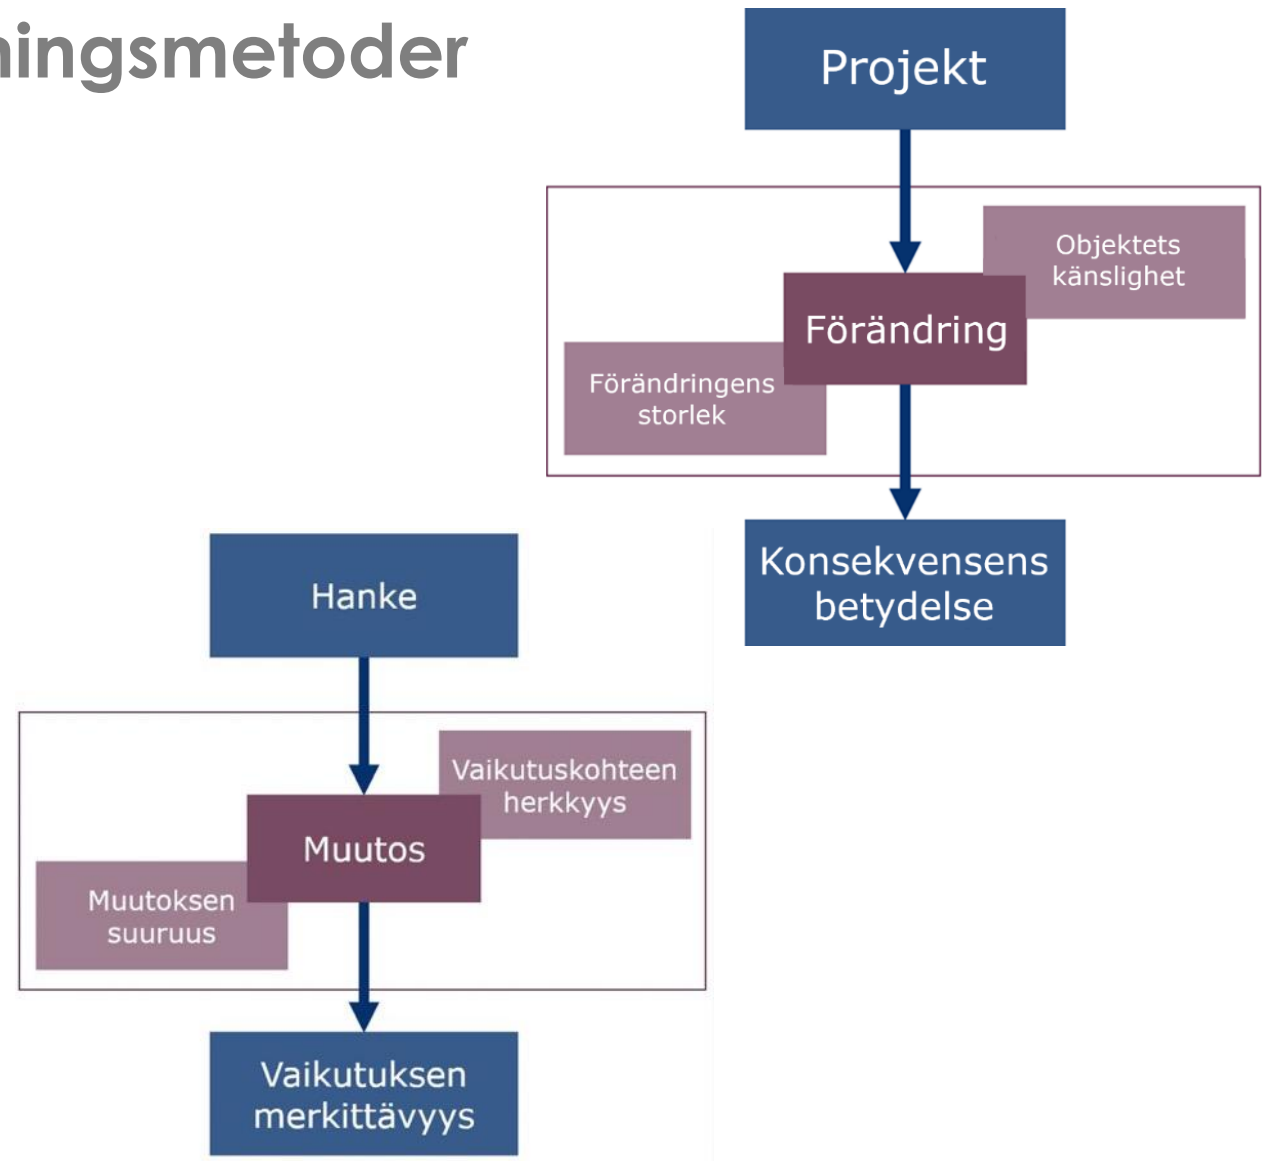 ningsmetoder
Projekt
Objektets
känslighet
Förändring
Förändringens
storlek
Konsekvensens
betydelse
Hanke
Vaikutuskohteen
herkkyys
Muutos
Muutoksen
suuruus
Vaikutuksen
merkittävyys